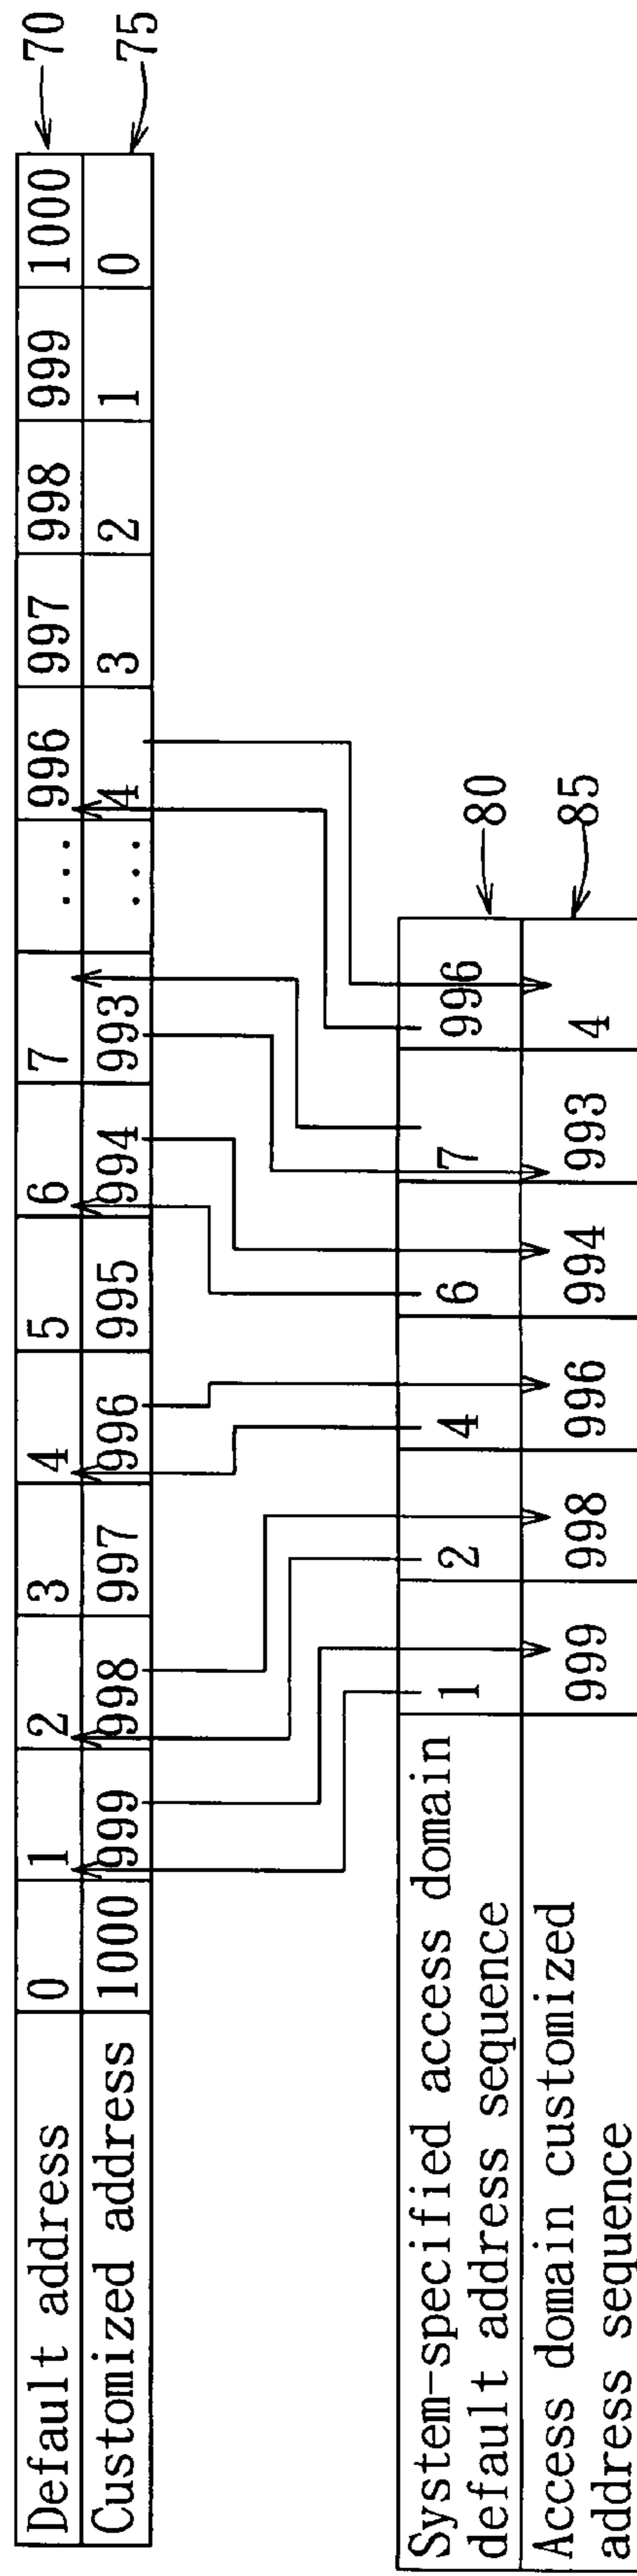 Default address 0 1 2 3 4 5 6 7 ... 996 997 998 999 1000 70
Customized address 1000 999 998 997 996 995 994 993 ... 4 3 2 1 0 75
System-specified access domain
default address sequence 1 2 4 6 7 996 80
Access domain customized
address sequence 999 998 996 994 993 4 85